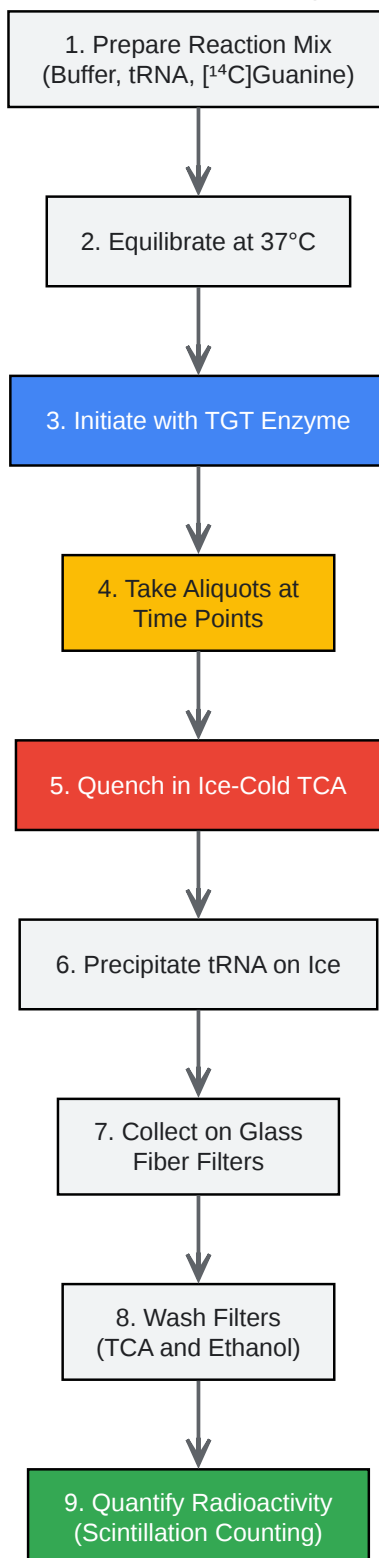 1. Prepare Reaction Mix
(Buffer, tRNA, [¹⁴C]Guanine)
2. Equilibrate at 37°C
3. Initiate with TGT Enzyme
4. Take Aliquots at
Time Points
5. Quench in Ice-Cold TCA
6. Precipitate tRNA on Ice
7. Collect on Glass
Fiber Filters
8. Wash Filters
(TCA and Ethanol)
9. Quantify Radioactivity
(Scintillation Counting)